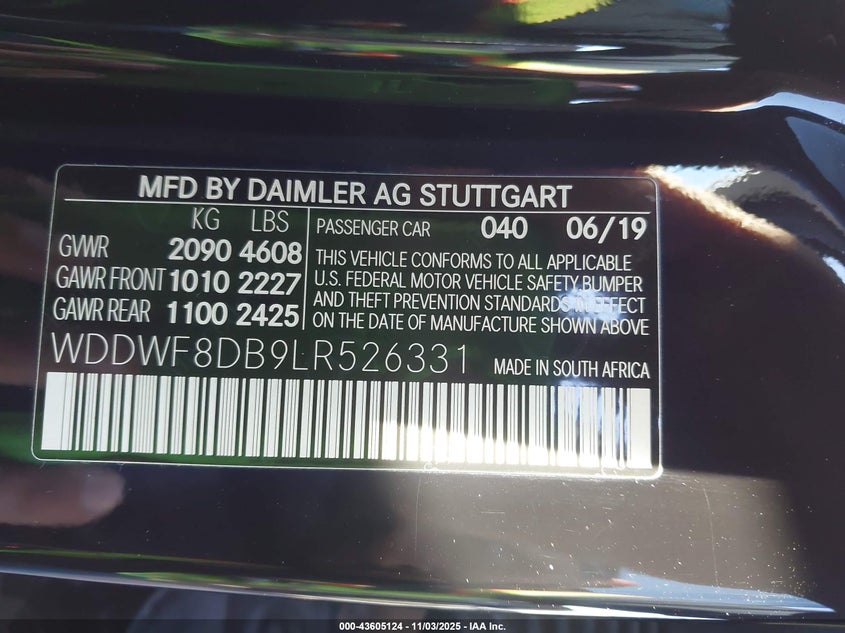 MFD BY DAIMLER AG STUTTGART
KG LBS
GVWR 2090 4608
GAWR FRONT 1010 2227
GAWR REAR 1100 2425
PASSENGER CAR 040 06/19
THIS VEHICLE CONFORMS TO ALL APPLICABLE
U.S. FEDERAL MOTOR VEHICLE SAFETY, BUMPER
AND THEFT PREVENTION STANDARDS IN EFFECT
ON THE DATE OF MANUFACTURE SHOWN ABOVE
WDDWF8DB9LR526331 MADE IN SOUTH AFRICA
000-43605124 - 11/03/2025 - IAA Inc.